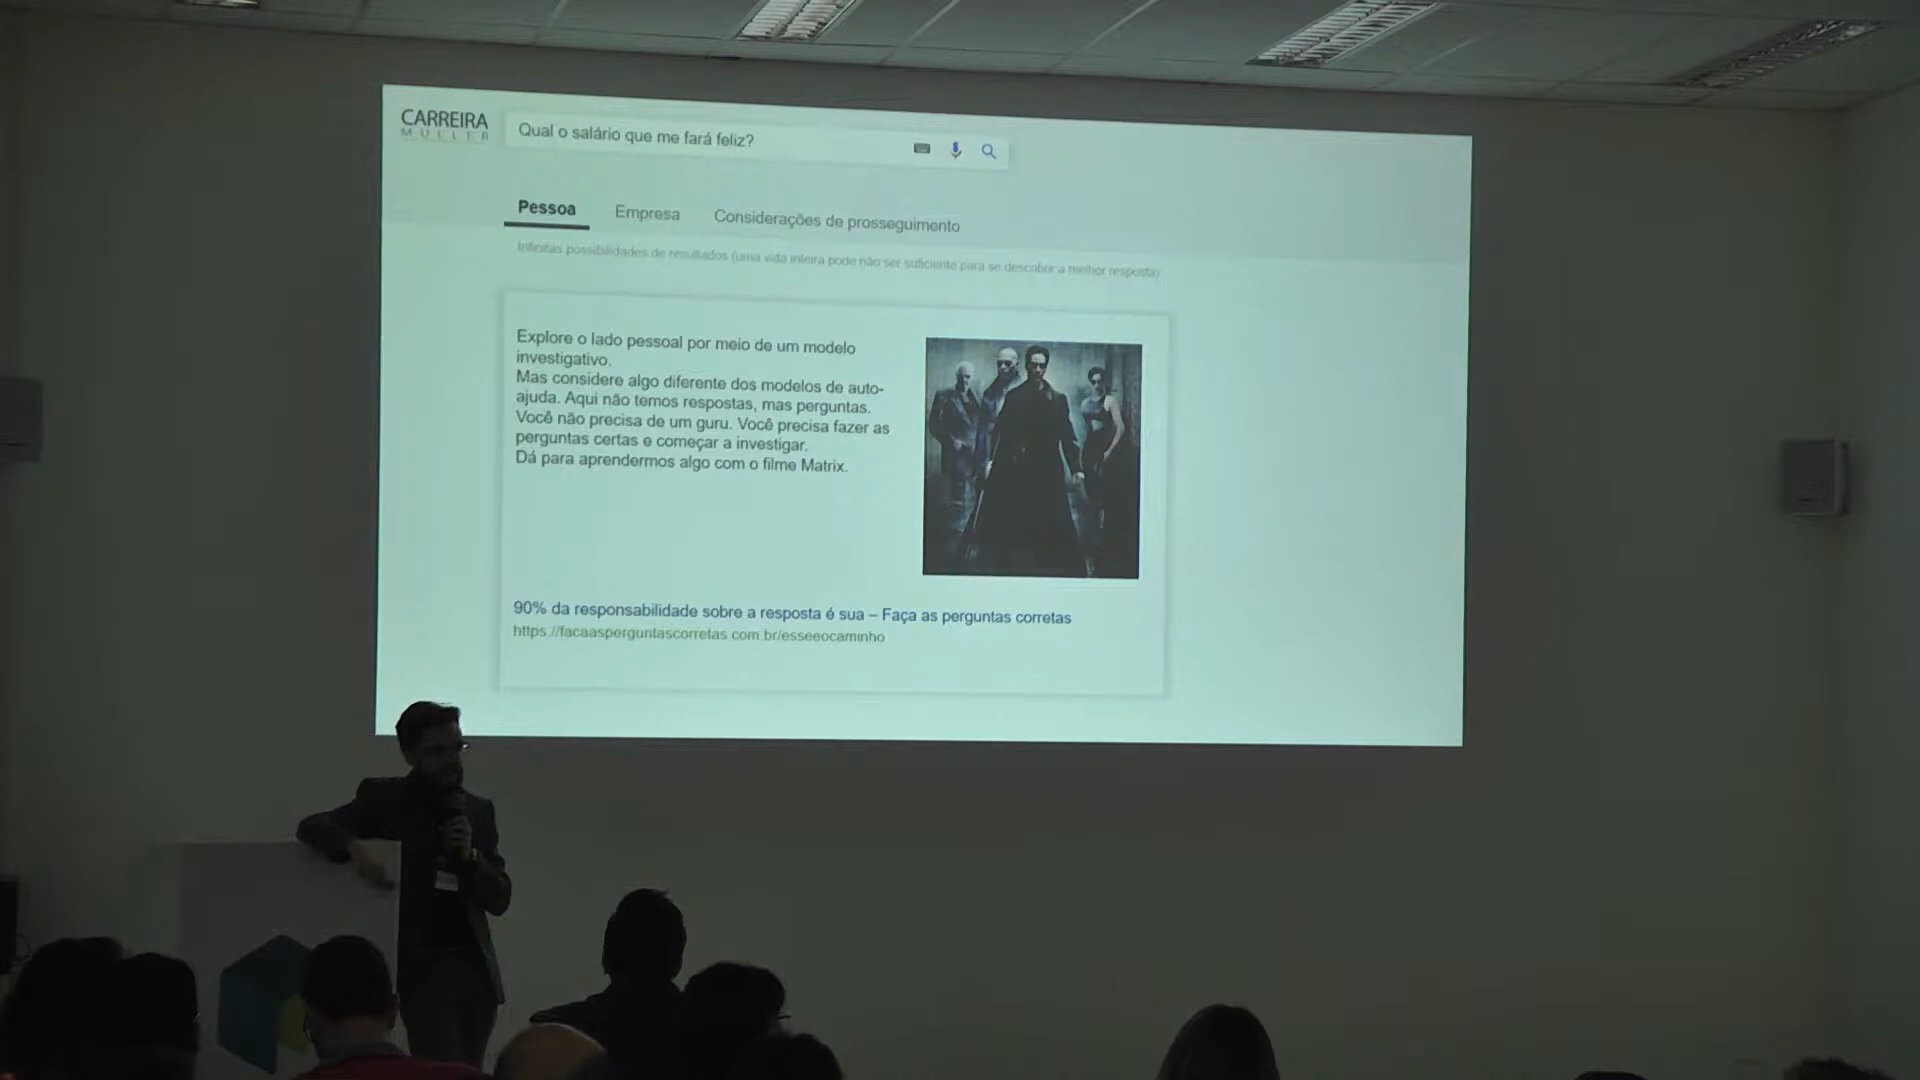 CARREIRA
MULLER
Qual o salário que me fará feliz?
Pessoa Empresa Considerações de prosseguimento
Infinitas possibilidades de resultados (uma vida inteira pode não ser suficiente para se descobrir a melhor resposta)
Explore o lado pessoal por meio de um modelo
investigativo.
Mas considere algo diferente dos modelos de auto-
ajuda. Aqui não temos respostas, mas perguntas.
Você não precisa de um guru. Você precisa fazer as
perguntas certas e começar a investigar.
Dá para aprendermos algo com o filme Matrix.
90% da responsabilidade sobre a resposta é sua – Faça as perguntas corretas
https://facaasperguntascorretas.com.br/esseeocaminho